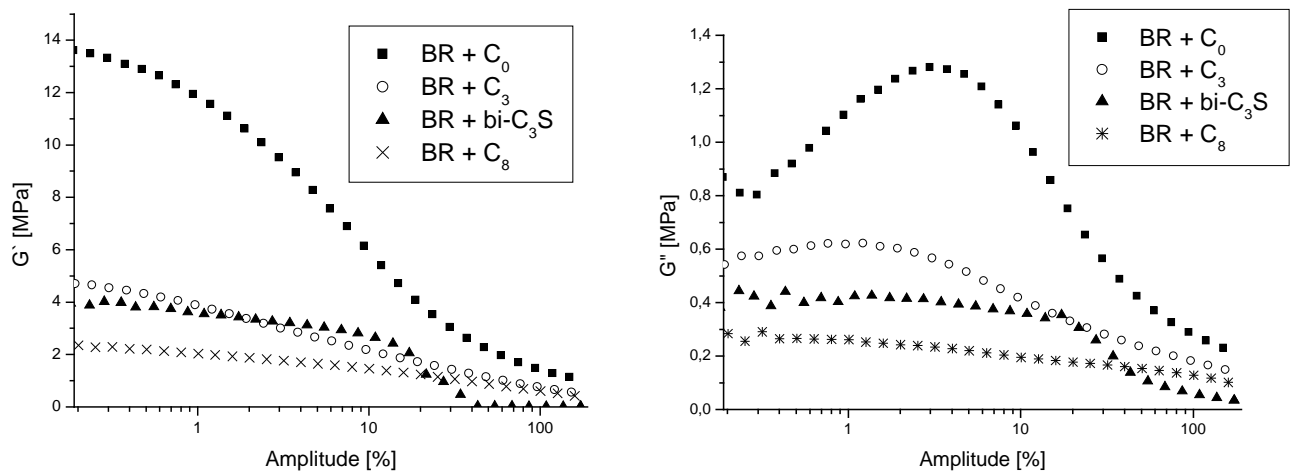 14
12
10
8
6
4
2
0
G` [MPa]
1
10
100
Amplitude [%]
BR + C₀
BR + C₃
BR + bi-C₃S
BR + C₈
1,4
1,2
1,0
0,8
0,6
0,4
0,2
0,0
G" [MPa]
1
10
100
Amplitude [%]
BR + C₀
BR + C₃
BR + bi-C₃S
BR + C₈